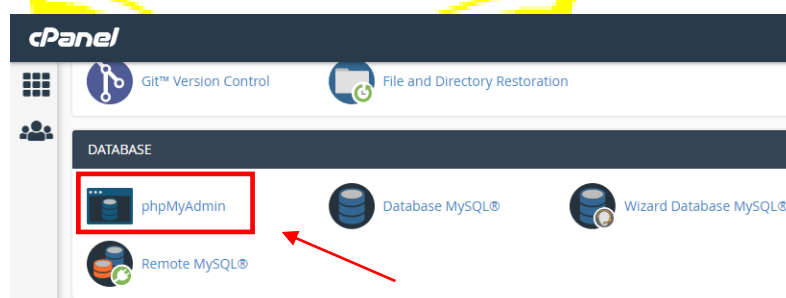 cPanel
Git™ Version Control
File and Directory Restoration
DATABASE
phpMyAdmin
Database MySQL®
Wizard Database MySQL®
Remote MySQL®